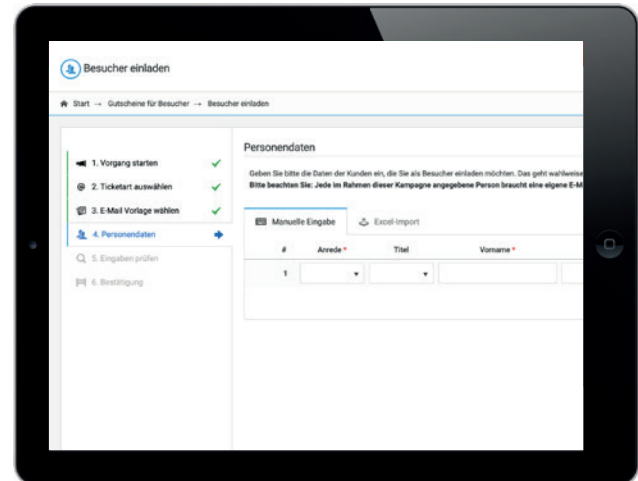 Besucher einladen
Start → Gutscheine für Besucher → Besucher einladen
1. Vorgang starten
2. Ticketart auswählen
3. E-Mail Vorlage wählen
4. Personendaten
5. Eingaben prüfen
6. Bestätigung
Personendaten
Geben Sie bitte die Daten der Kunden ein, die Sie als Besucher einladen möchten. Das geht wahlweise
Bitte beachten Sie: Jede im Rahmen dieser Kampagne angegebene Person braucht eine eigene E-M
Manuelle Eingabe Excel-Import
# Anrede * Titel Vorname *
1